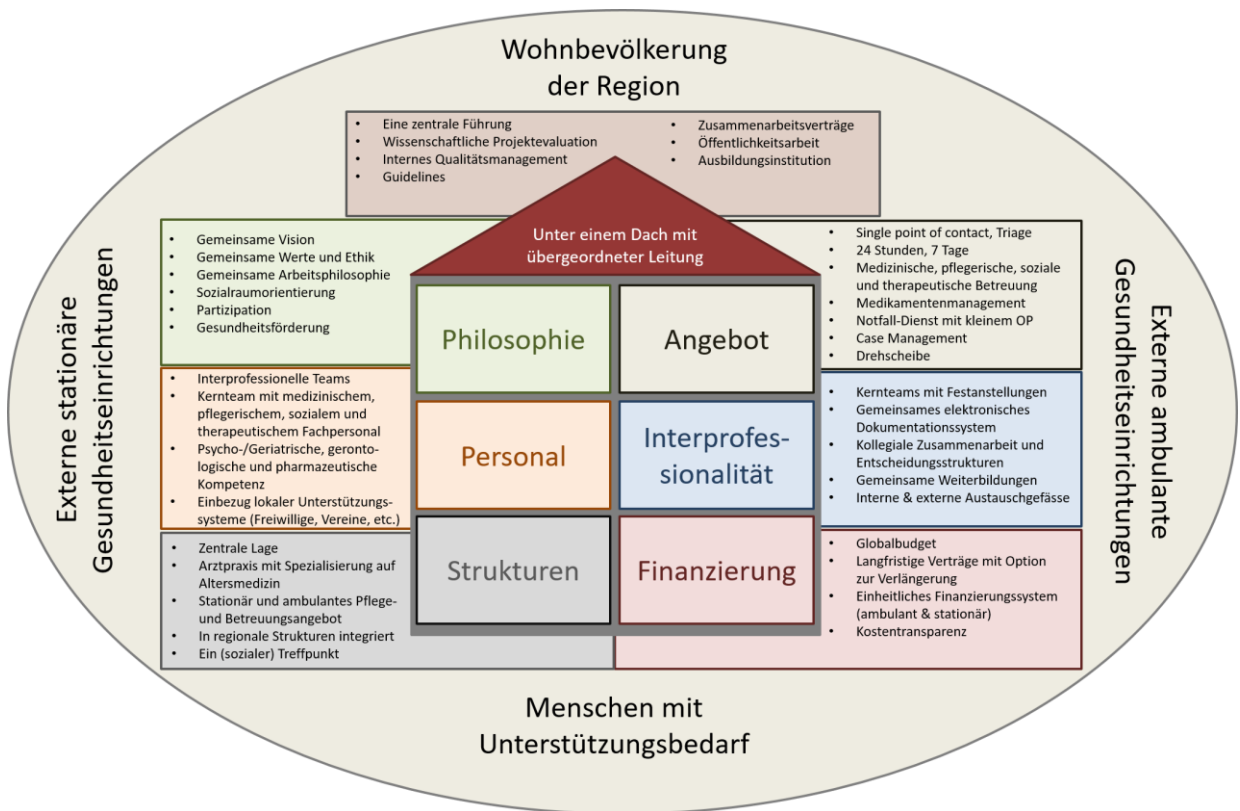 Wohnbevölkerung
der Region
• Eine zentrale Führung
• Wissenschaftliche Projektevaluation
• Internes Qualitätsmanagement
• Guidelines
• Zusammenarbeitsverträge
• Öffentlichkeitsarbeit
• Ausbildungsinstitution
Unter einem Dach mit
übergeordneter Leitung
Externe stationäre
Gesundheitseinrichtungen
• Gemeinsame Vision
• Gemeinsame Werte und Ethik
• Gemeinsame Arbeitsphilosophie
• Sozialraumorientierung
• Partizipation
• Gesundheitsförderung
Philosophie
Angebot
• Single point of contact, Triage
• 24 Stunden, 7 Tage
• Medizinische, pflegerische, soziale
und therapeutische Betreuung
• Medikamentenmanagement
• Notfall-Dienst mit kleinem OP
• Case Management
• Drehscheibe
Externe ambulante
Gesundheitseinrichtungen
• Interprofessionelle Teams
• Kernteam mit medizinischem,
pflegerischem, sozialem und
therapeutischem Fachpersonal
• Psycho-/Geriatrische, geronto-
logische und pharmazeutische
Kompetenz
• Einbezug lokaler Unterstützungs-
systeme (Freiwillige, Vereine, etc.)
Personal
Interprofes-
sionalität
• Kernteams mit Festanstellungen
• Gemeinsames elektronisches
Dokumentationssystem
• Kollegiale Zusammenarbeit und
Entscheidungsstrukturen
• Gemeinsame Weiterbildungen
• Interne & externe Austauschgefässe
• Zentrale Lage
• Arztpraxis mit Spezialisierung auf
Altersmedizin
• Stationär und ambulantes Pflege-
und Betreuungsangebot
• In regionale Strukturen integriert
• Ein (sozialer) Treffpunkt
Strukturen
Finanzierung
• Globalbudget
• Langfristige Verträge mit Option
zur Verlängerung
• Einheitliches Finanzierungssystem
(ambulant & stationär)
• Kostentransparenz
Menschen mit
Unterstützungsbedarf